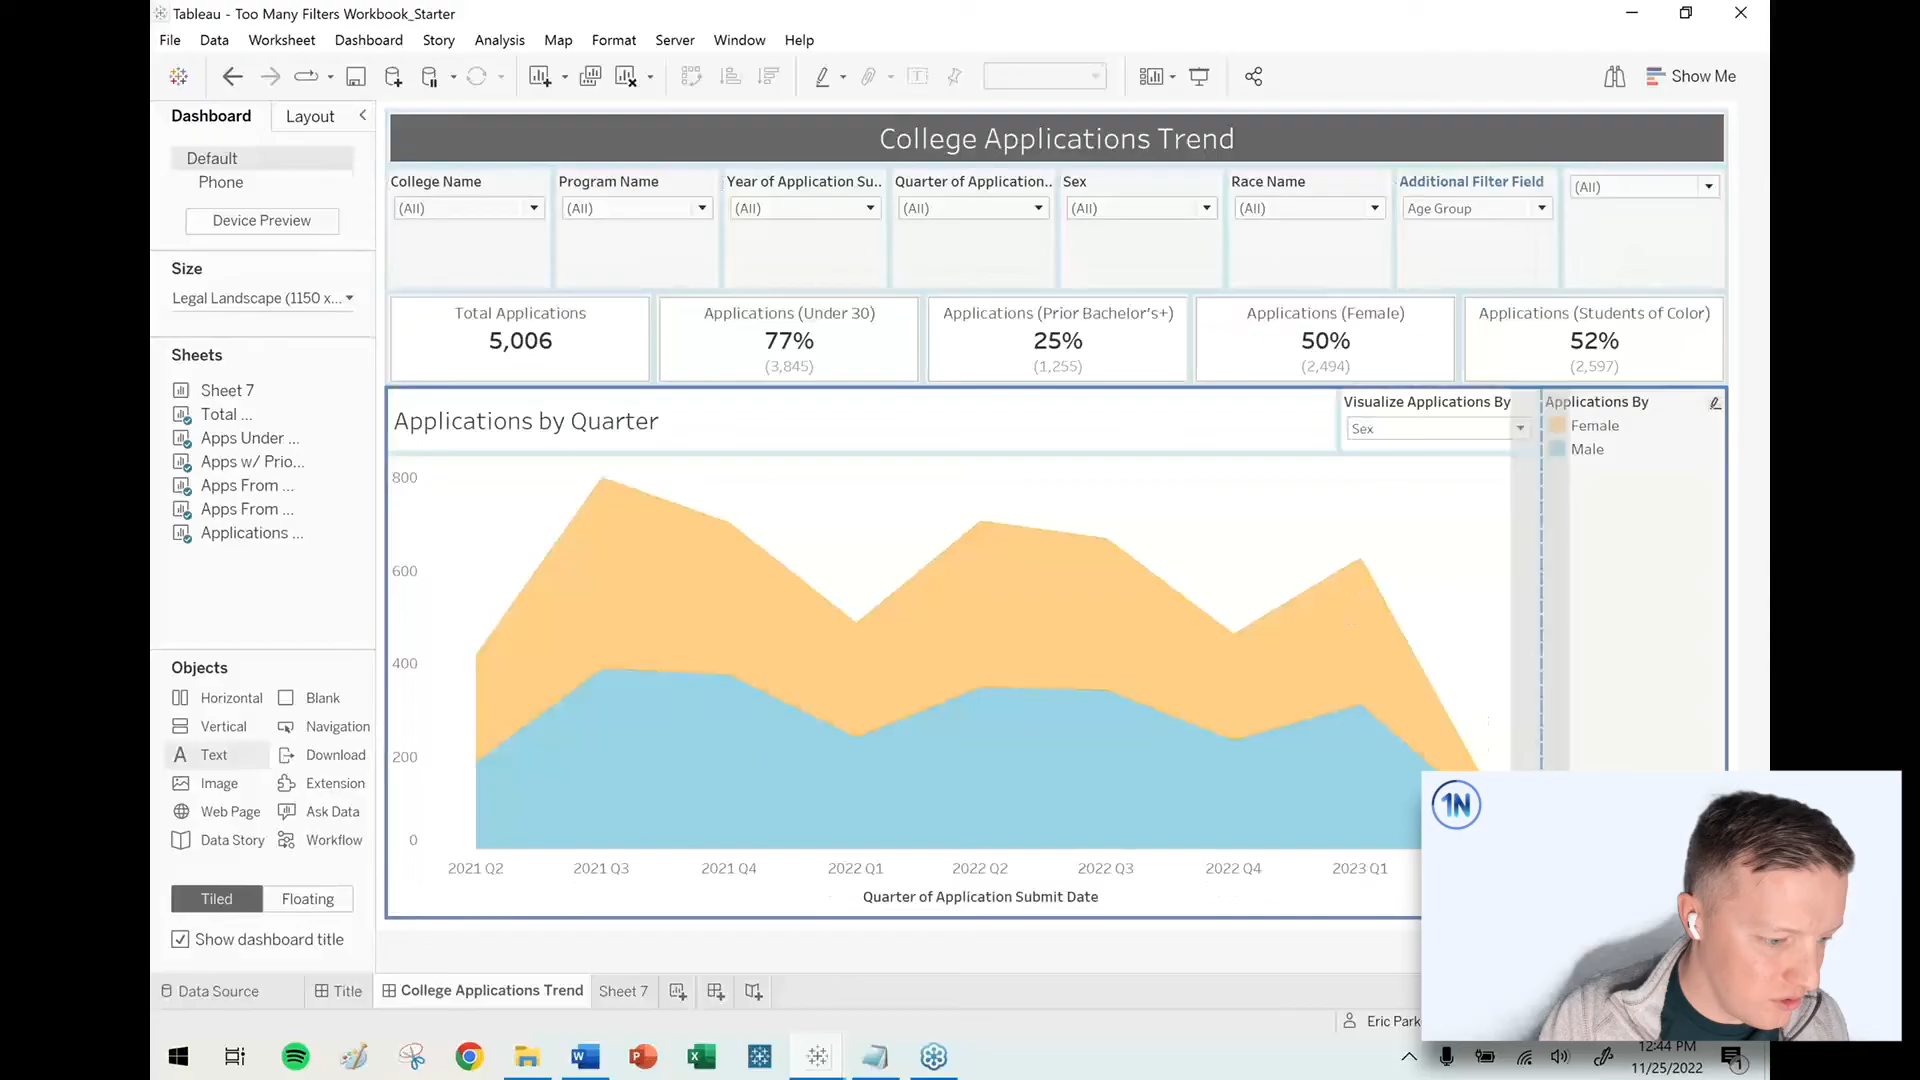 Tableau - Too Many Filters Workbook_Starter
File Data Worksheet Dashboard Story Analysis Map Format Server Window Help
Show Me
Dashboard Layout
Default
Phone
Device Preview
Size
Legal Landscape (1150 x...
Sheets
Sheet 7
Total ...
Apps Under ...
Apps w/ Prio...
Apps From ...
Apps From ...
Applications ...
Objects
Horizontal Blank
Vertical Navigation
Text Download
Image Extension
Web Page Ask Data
Data Story Workflow
Tiled Floating
Show dashboard title
College Applications Trend
College Name Program Name Year of Application Su.. Quarter of Application.. Sex Race Name Additional Filter Field
(All) (All) (All) (All) (All) (All) Age Group (All)
Total Applications
5,006
Applications (Under 30)
77%
(3,845)
Applications (Prior Bachelor's+)
25%
(1,255)
Applications (Female)
50%
(2,494)
Applications (Students of Color)
52%
(2,597)
Applications by Quarter
Visualize Applications By
Sex
Applications By
Female
Male
800
600
400
200
0
2021 Q2 2021 Q3 2021 Q4 2022 Q1 2022 Q2 2022 Q3 2022 Q4 2023 Q1
Quarter of Application Submit Date
1N
Data Source Title College Applications Trend Sheet 7
Eric Park
12:44 PM
11/25/2022
1